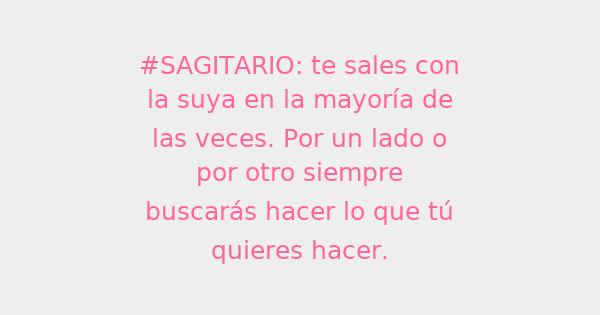 #SAGITARIO: te sales con
la suya en la mayoría de
las veces. Por un lado o
por otro siempre
buscarás hacer lo que tú
quieres hacer.